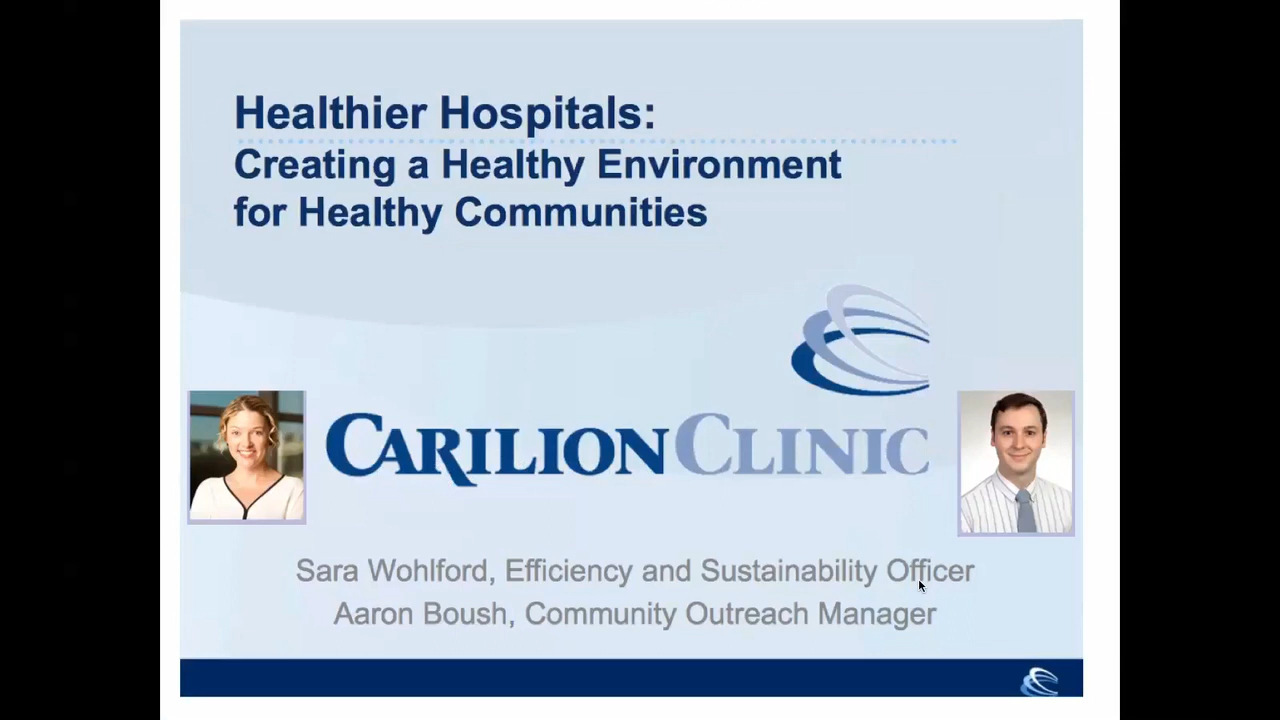 Healthier Hospitals:
Creating a Healthy Environment
for Healthy Communities
CARILION CLINIC
Sara Wohlford, Efficiency and Sustainability Officer
Aaron Boush, Community Outreach Manager